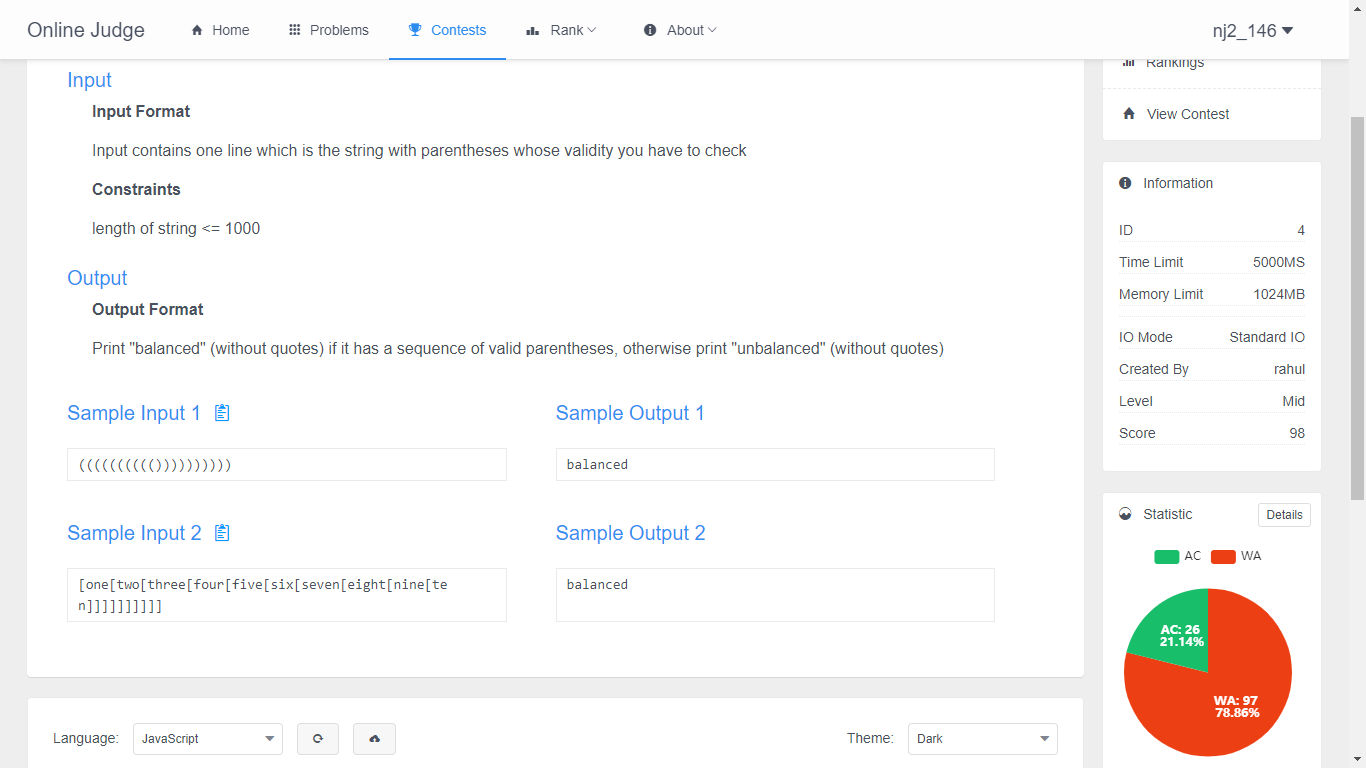 Online Judge
Home
Problems
Contests
Rank
About
nj2_146
Input
Input Format
Input contains one line which is the string with parentheses whose validity you have to check
Constraints
length of string <= 1000
Output
Output Format
Print "balanced" (without quotes) if it has a sequence of valid parentheses, otherwise print "unbalanced" (without quotes)
Sample Input 1
Sample Output 1
(((((((((())))))))))
balanced
Sample Input 2
Sample Output 2
[one[two[three[four[five[six[seven[eight[nine[te
n]]]]]]]]]]
balanced
Language:
JavaScript
Theme:
Dark
Rankings
View Contest
Information
ID 4
Time Limit 5000MS
Memory Limit 1024MB
IO Mode Standard IO
Created By rahul
Level Mid
Score 98
Statistic
Details
AC WA
AC: 26
21.14%
WA: 97
78.86%